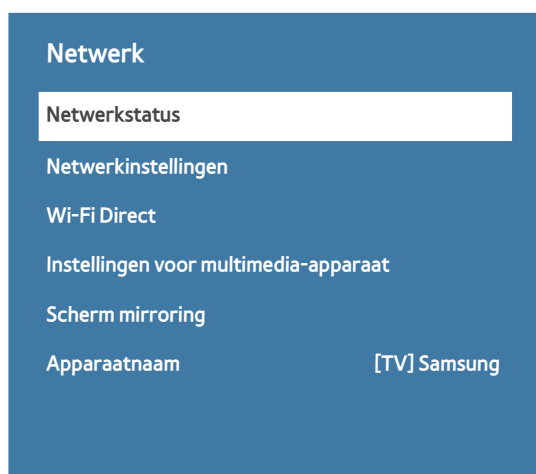 Netwerk
Netwerkstatus
Netwerkinstellingen
Wi-Fi Direct
Instellingen voor multimedia-apparaat
Scherm mirroring
Apparaatnaam [TV] Samsung